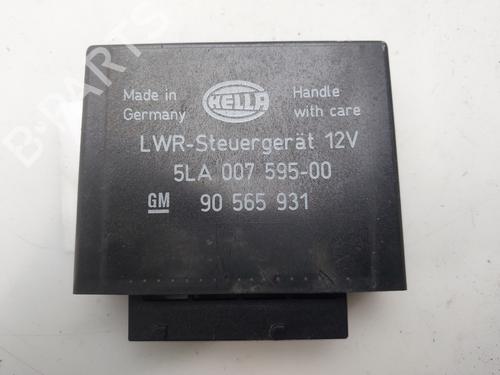 Made in
Germany
HELLA
Handle
with care
LWR-Steuergerät 12V
5LA 007 595-00
GM 90 565 931
B-PARTS